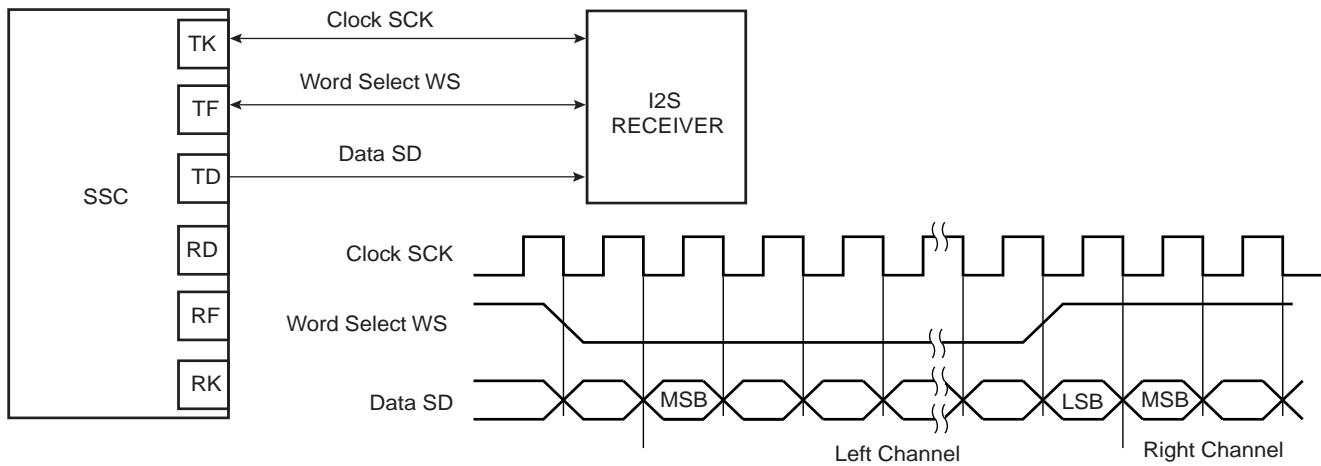 Clock SCK
TK
Word Select WS
TF
I2S
RECEIVER
Data SD
TD
SSC
RD
RF
RK
Clock SCK
Word Select WS
Data SD
MSB
LSB
MSB
Left Channel
Right Channel